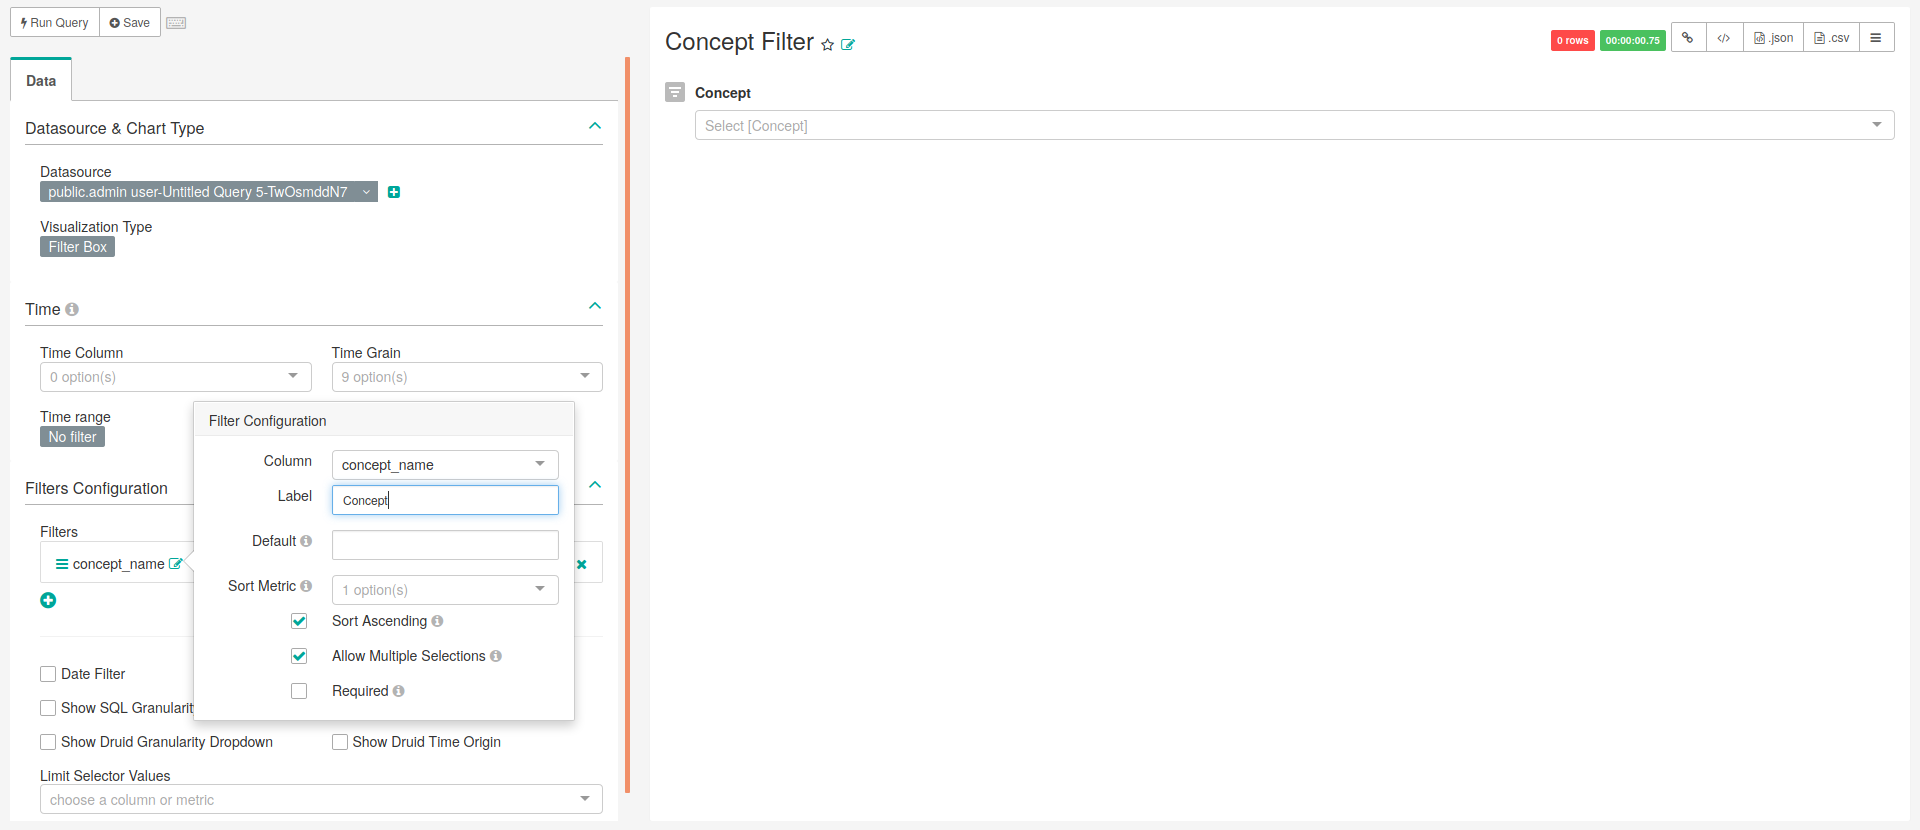 Run Query
Save
Data
Datasource & Chart Type
Datasource
public.admin user-Untitled Query 5-TwOsmddN7
Visualization Type
Filter Box
Time
Time Column
Time Grain
0 option(s)
9 option(s)
Time range
No filter
Filters Configuration
Filters
concept_name
Filter Configuration
Column
concept_name
Label
Concept
Default
Sort Metric
1 option(s)
Sort Ascending
Allow Multiple Selections
Required
Date Filter
Show SQL Granularit
Show Druid Granularity Dropdown
Show Druid Time Origin
Limit Selector Values
choose a column or metric
Concept Filter
0 rows
00:00:00.75
.json
.csv
Concept
Select [Concept]